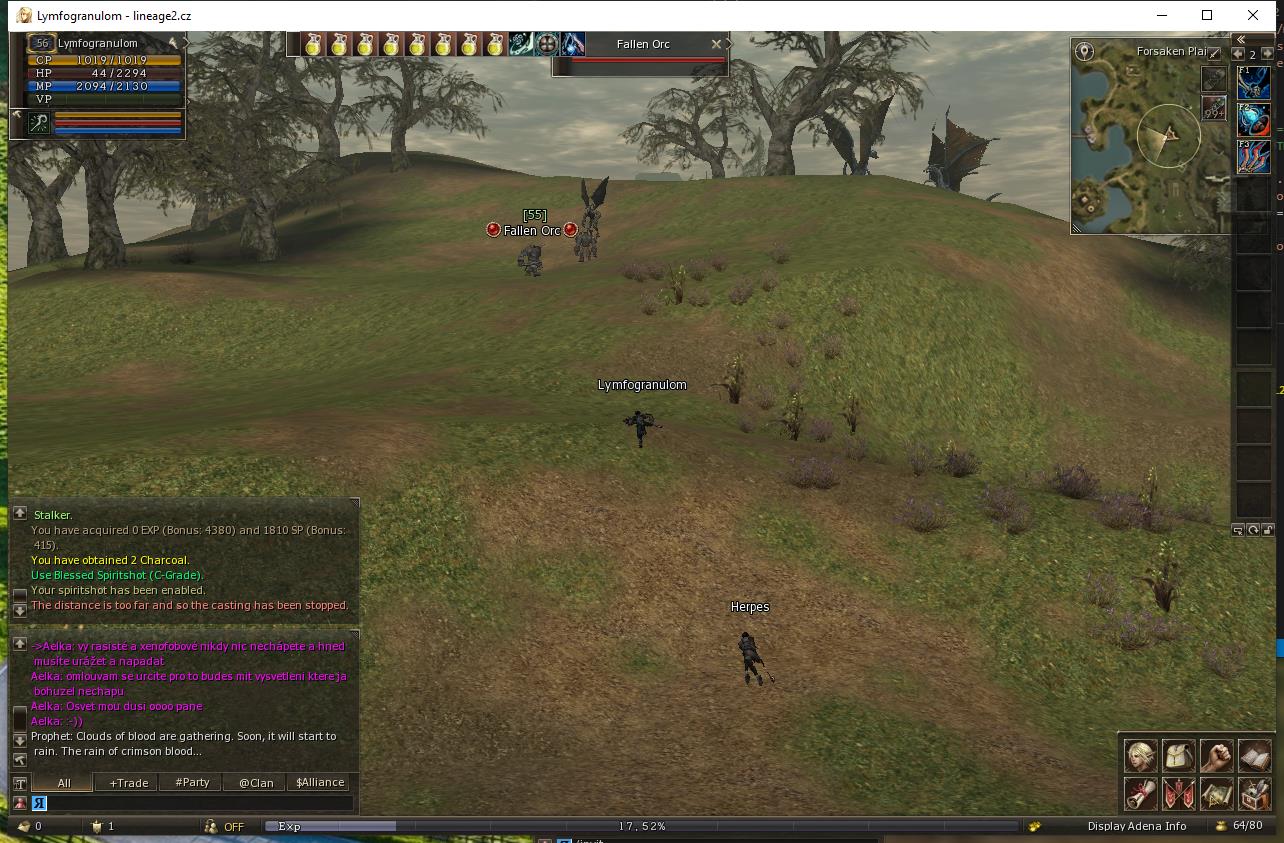 Lymfogranulom - lineage2.cz
56 Lymfogranulom
CP 1019/1019
HP 44/2294
MP 2094/2130
VP
Fallen Orc
Forsaken Plai
2
F1
99+
F2
F3
[55]
Fallen Orc
Lymfogranulom
Herpes
Stalker.
You have acquired 0 EXP (Bonus: 4380) and 1810 SP (Bonus:
415).
You have obtained 2 Charcoal.
Use Blessed Spiritshot (C-Grade).
Your spiritshot has been enabled.
The distance is too far and so the casting has been stopped.
->Aelka: vy rasisté a xenofobové nikdy nic nechápete a hned
musíte urážet a napadat
Aelka: omlouvam se urcite pro to budes mit vysvetleni ktere ja
bohuzel nechapu
Aelka: Osvet mou dusi oooo pane
Aelka: :-))
Prophet: Clouds of blood are gathering. Soon, it will start to
rain. The rain of crimson blood...
All +Trade #Party @Clan $Alliance
Я
0 1 OFF Exp 17,52% Display Adena Info 64/80